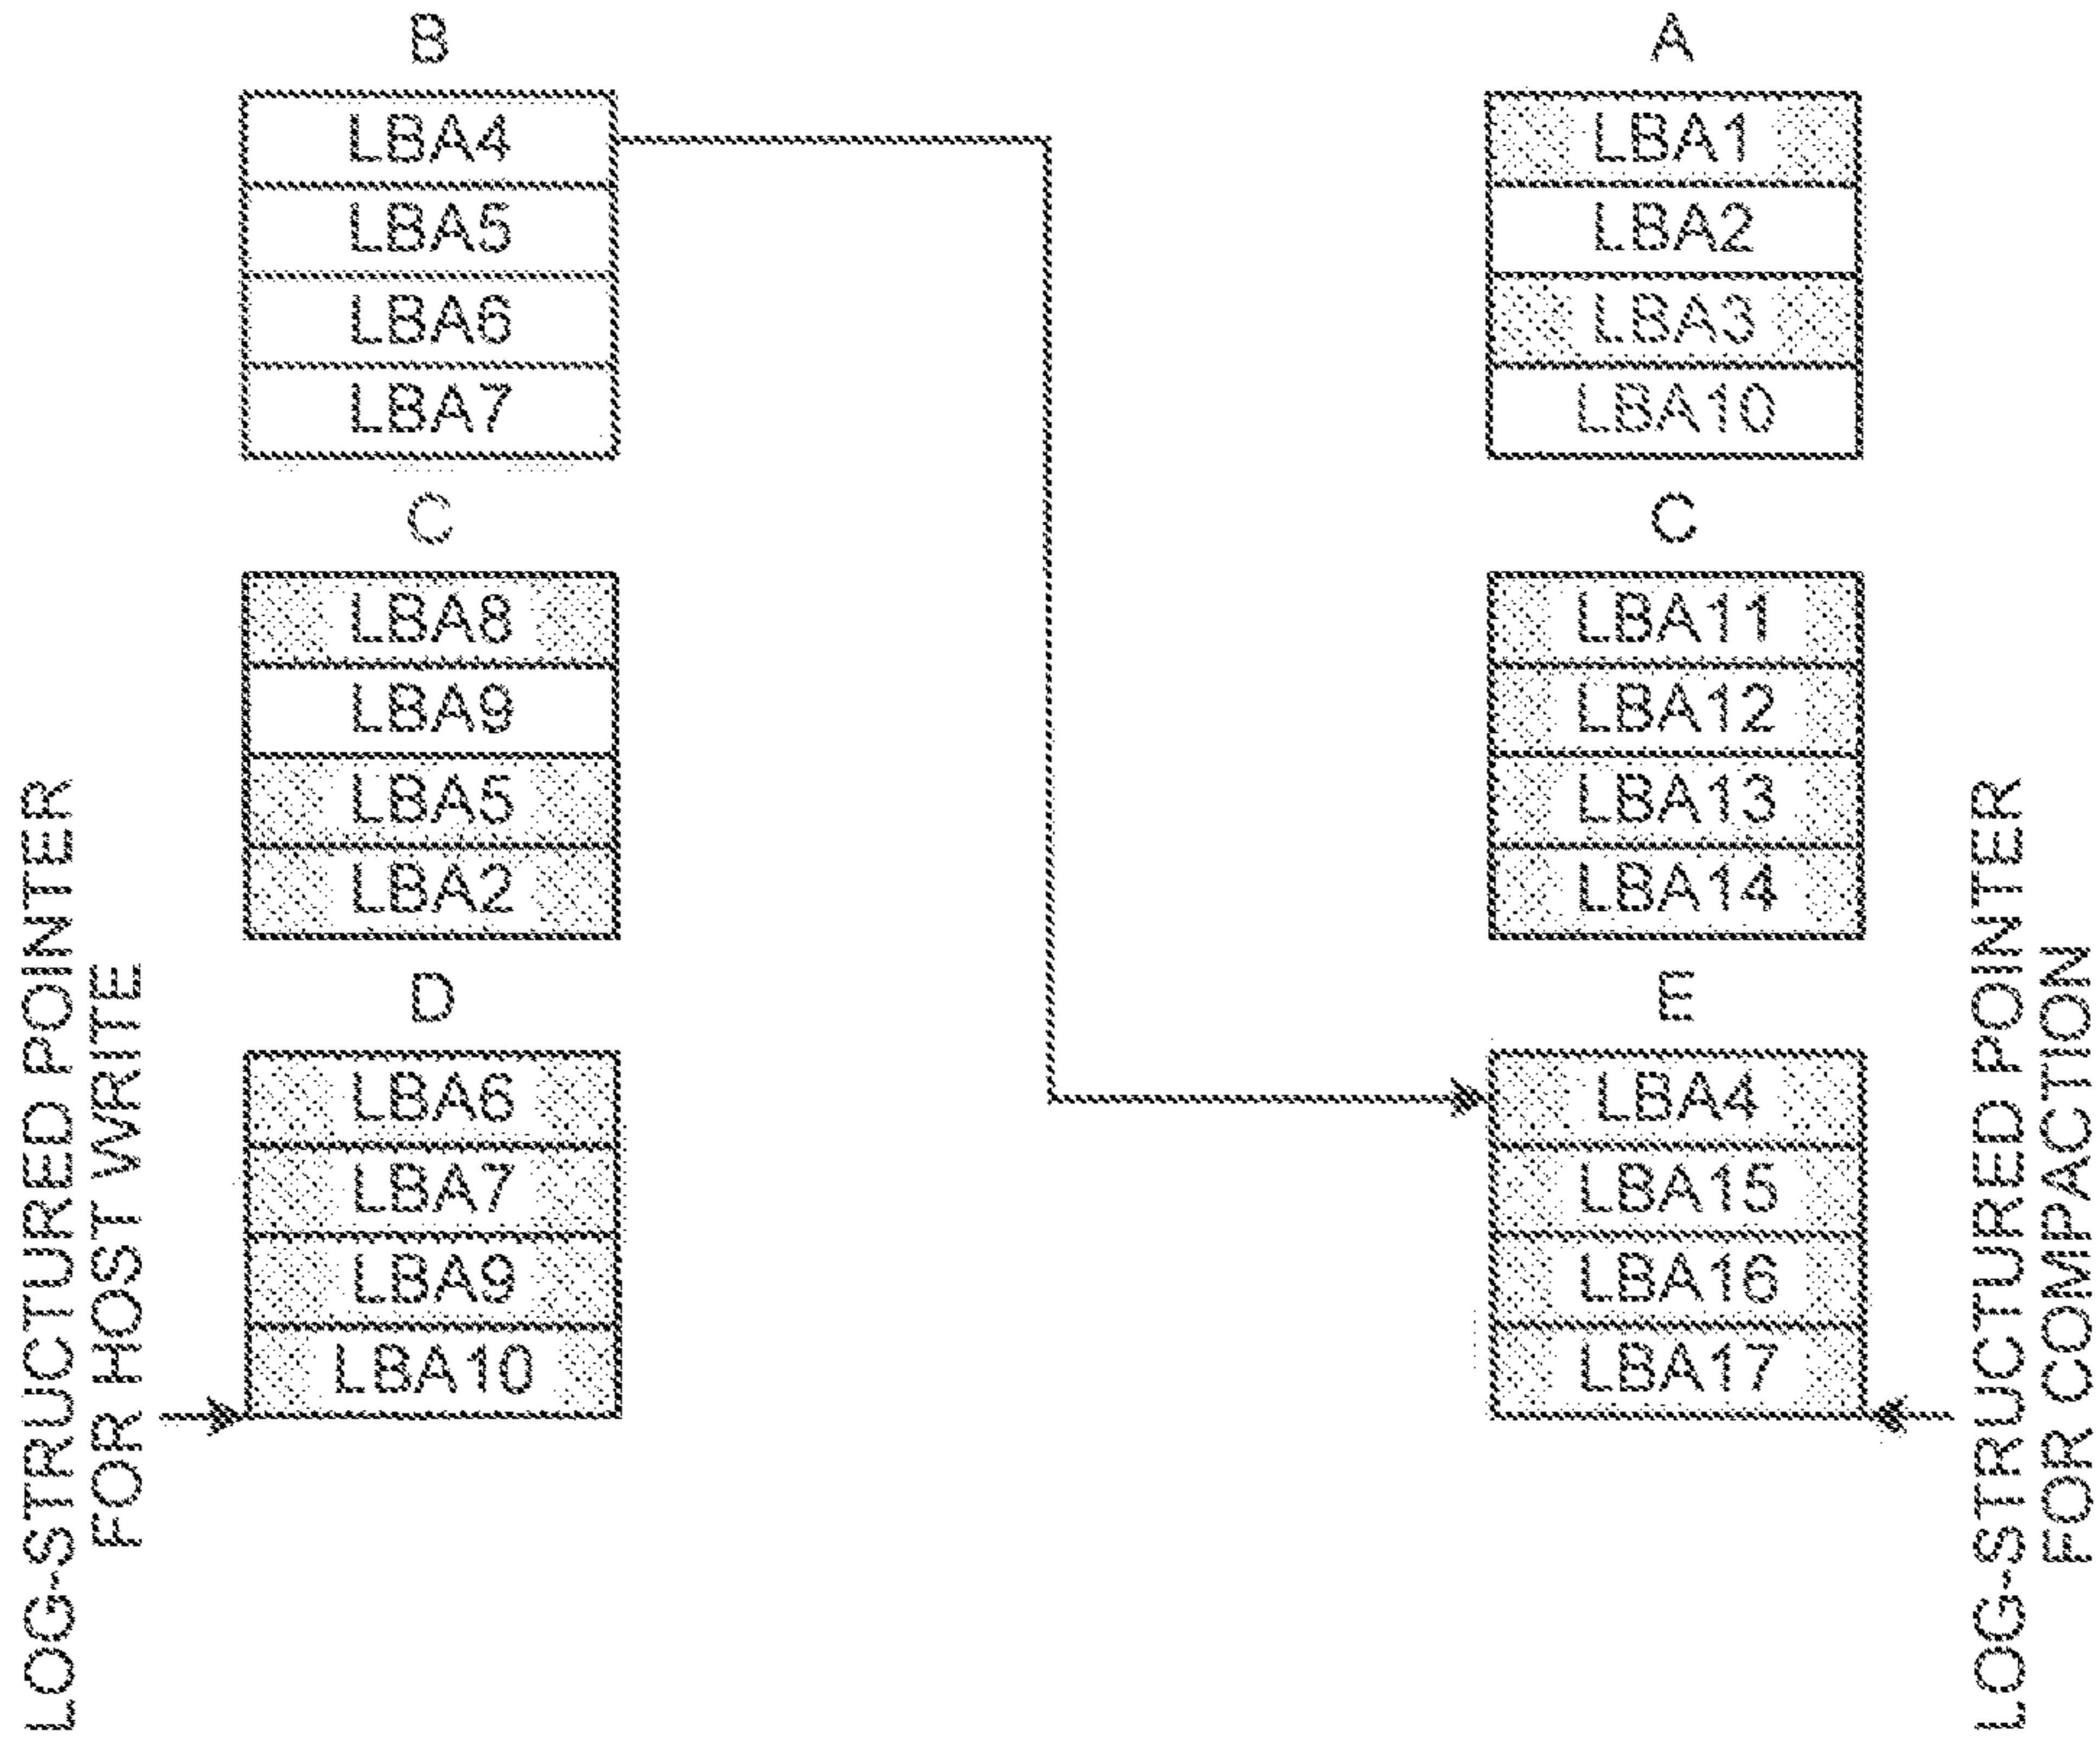 B
LBA4
LBA5
LBA6
LBA7
C
LBA8
LBA9
LBA5
LBA2
D
LBA6
LBA7
LBA9
LBA10
LOG-STRUCTURED POINTER
FOR HOST WRITE
A
LBA1
LBA2
LBA3
LBA10
C
LBA11
LBA12
LBA13
LBA14
E
LBA4
LBA15
LBA16
LBA17
LOG-STRUCTURED POINTER
FOR COMPACTION